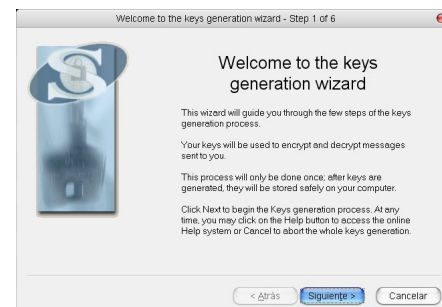 Welcome to the keys generation wizard - Step 1 of 6
S
Welcome to the keys
generation wizard
This wizard will guide you through the few steps of the keys
generation process.
Your keys will be used to encrypt and decrypt messages
sent to you.
This process will only be done once; after keys are
generated, they will be stored safely on your computer.
Click Next to begin the Keys generation process. At any
time, you may click on the Help button to access the online
Help system or Cancel to abort the whole keys generation.
< Atrás
Siguiente >
Cancelar